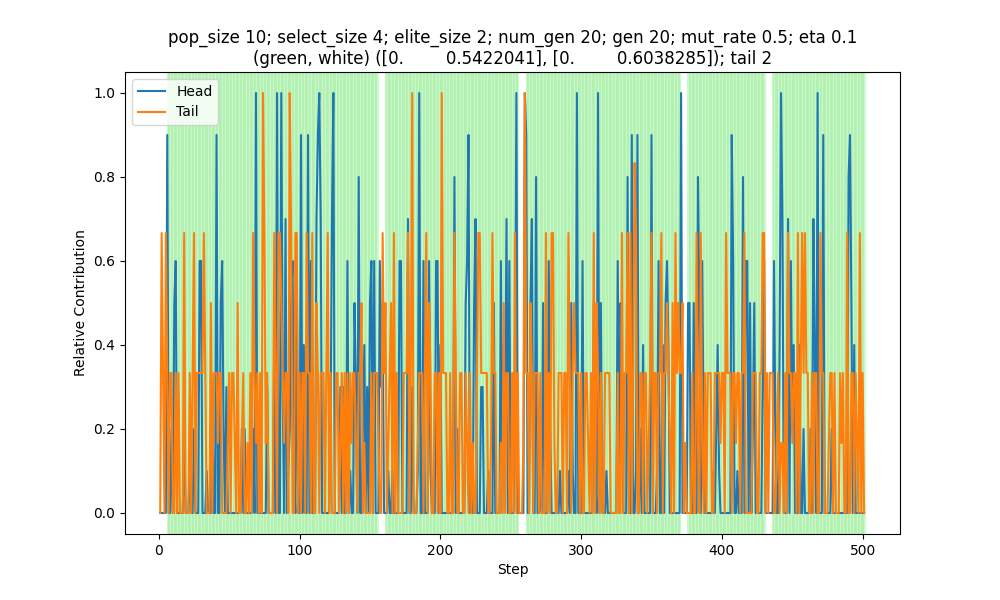 pop_size 10; select_size 4; elite_size 2; num_gen 20; gen 20; mut_rate 0.5; eta 0.1
(green, white) ([0. 0.5422041], [0. 0.6038285]); tail 2
Head
Tail
1.0
0.8
0.6
0.4
0.2
0.0
Relative Contribution
0 100 200 300 400 500
Step